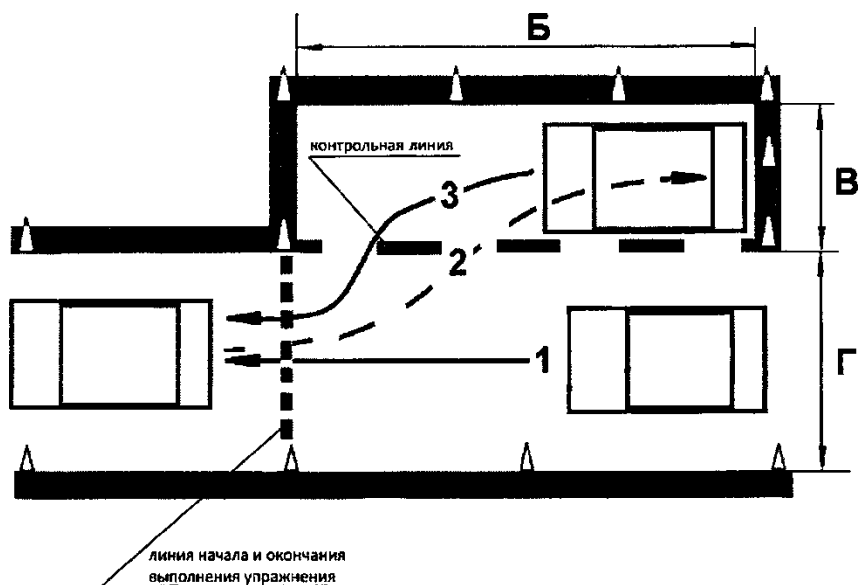 Б
контрольная линия
В
3
2
1
Г
линия начала и окончания
выполнения упражнения